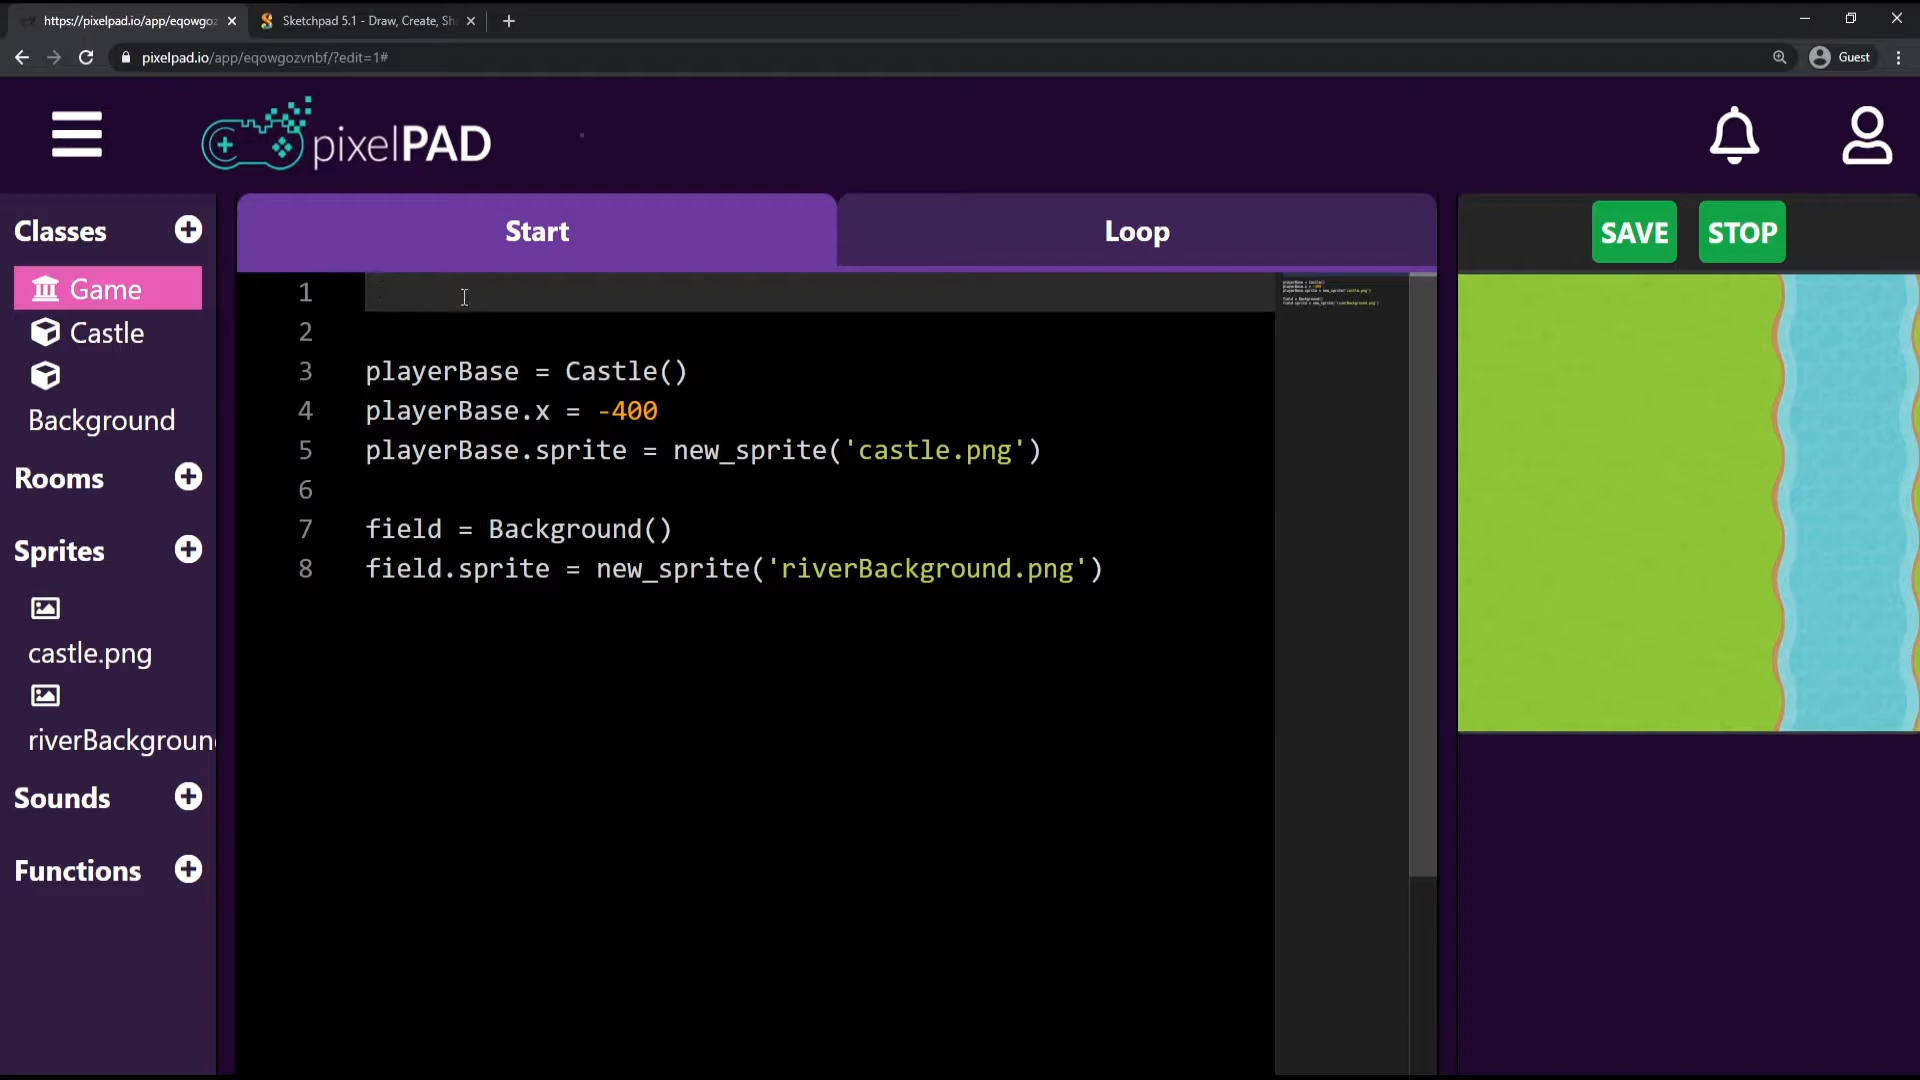 https://pixelpad.io/app/eqowgoz
Sketchpad 5.1 - Draw, Create, Sh
pixelpad.io/app/eqowgozvnbf/?edit=1#
Guest
pixelPAD
Classes
Game
Castle
Background
Rooms
Sprites
castle.png
riverBackground
Sounds
Functions
Start
Loop
1
2
3 playerBase = Castle()
4 playerBase.x = -400
5 playerBase.sprite = new_sprite('castle.png')
6
7 field = Background()
8 field.sprite = new_sprite('riverBackground.png')
SAVE
STOP